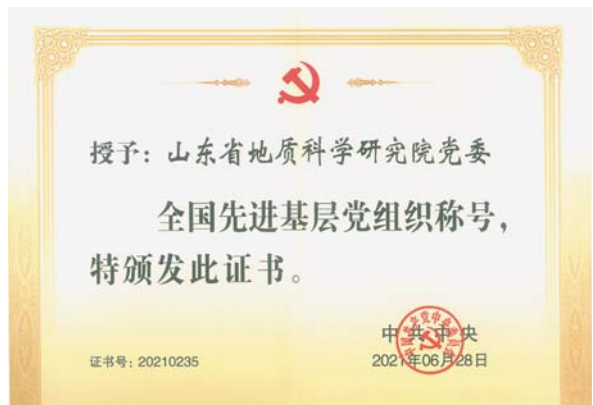 授予：山东省地质科学研究院党委
全国先进基层党组织称号，
特颁发此证书。
中共中央
证书号：20210235
2021年06月28日